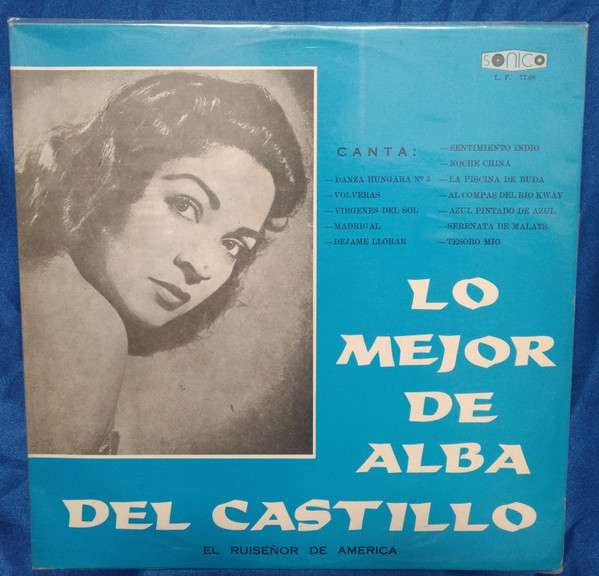 SONICO
L. P. 7728
CANTA:
—DANZA HUNGARA Nº 5
—VOLVERAS
—VIRGENES DEL SOL
—MADRIGAL
—DEJAME LLORAR
—SENTIMIENTO INDIO
—NOCHE CHINA
—LA PISCINA DE BUDA
—AL COMPAS DEL RIO KWAY
—AZUL PINTADO DE AZUL
—SERENATA DE MALATS
—TESORO MIO
LO
MEJOR
DE
ALBA
DEL CASTILLO
EL RUISEÑOR DE AMERICA